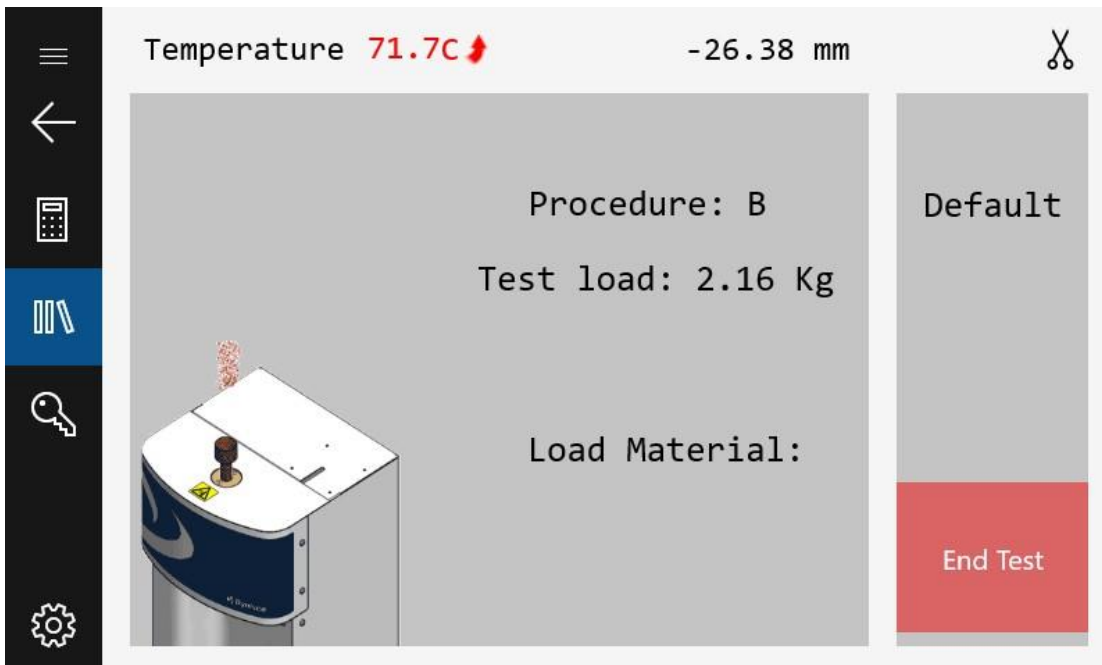 Temperature 71.7C -26.38 mm
Procedure: B
Default
Test load: 2.16 Kg
Load Material:
End Test